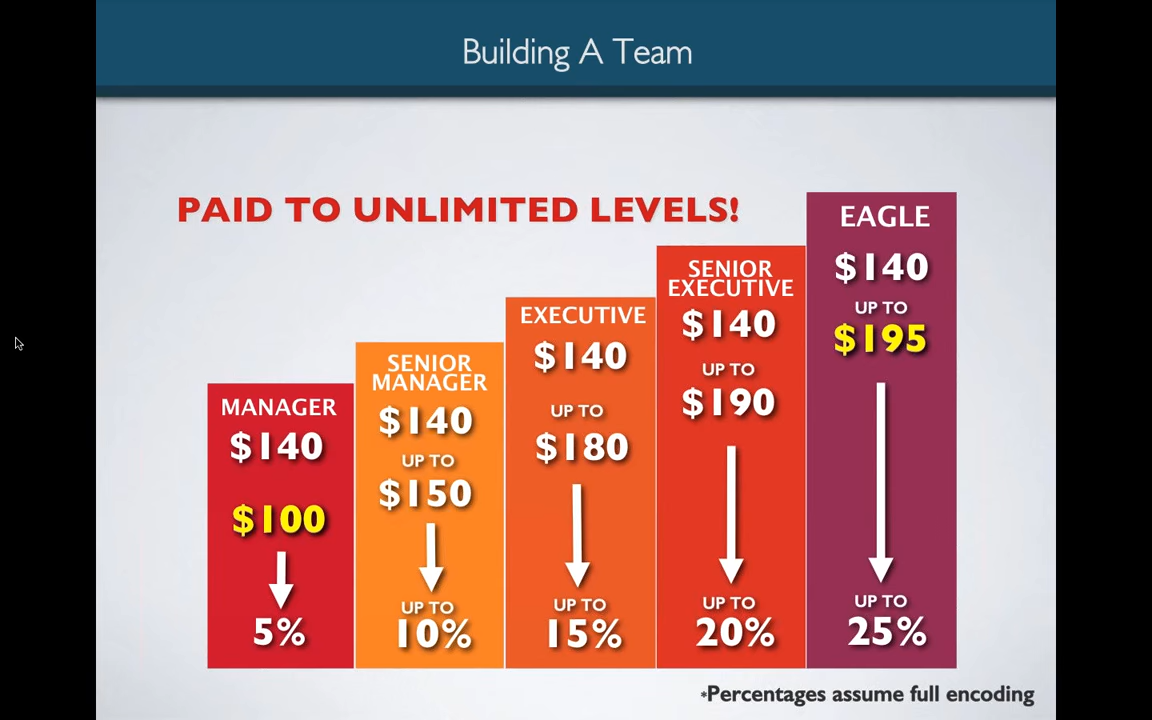 Building A Team
PAID TO UNLIMITED LEVELS!
MANAGER
$140
$100
5%
SENIOR
MANAGER
$140
UP TO
$150
UP TO
10%
EXECUTIVE
$140
UP TO
$180
UP TO
15%
SENIOR
EXECUTIVE
$140
UP TO
$190
UP TO
20%
EAGLE
$140
UP TO
$195
UP TO
25%
*Percentages assume full encoding